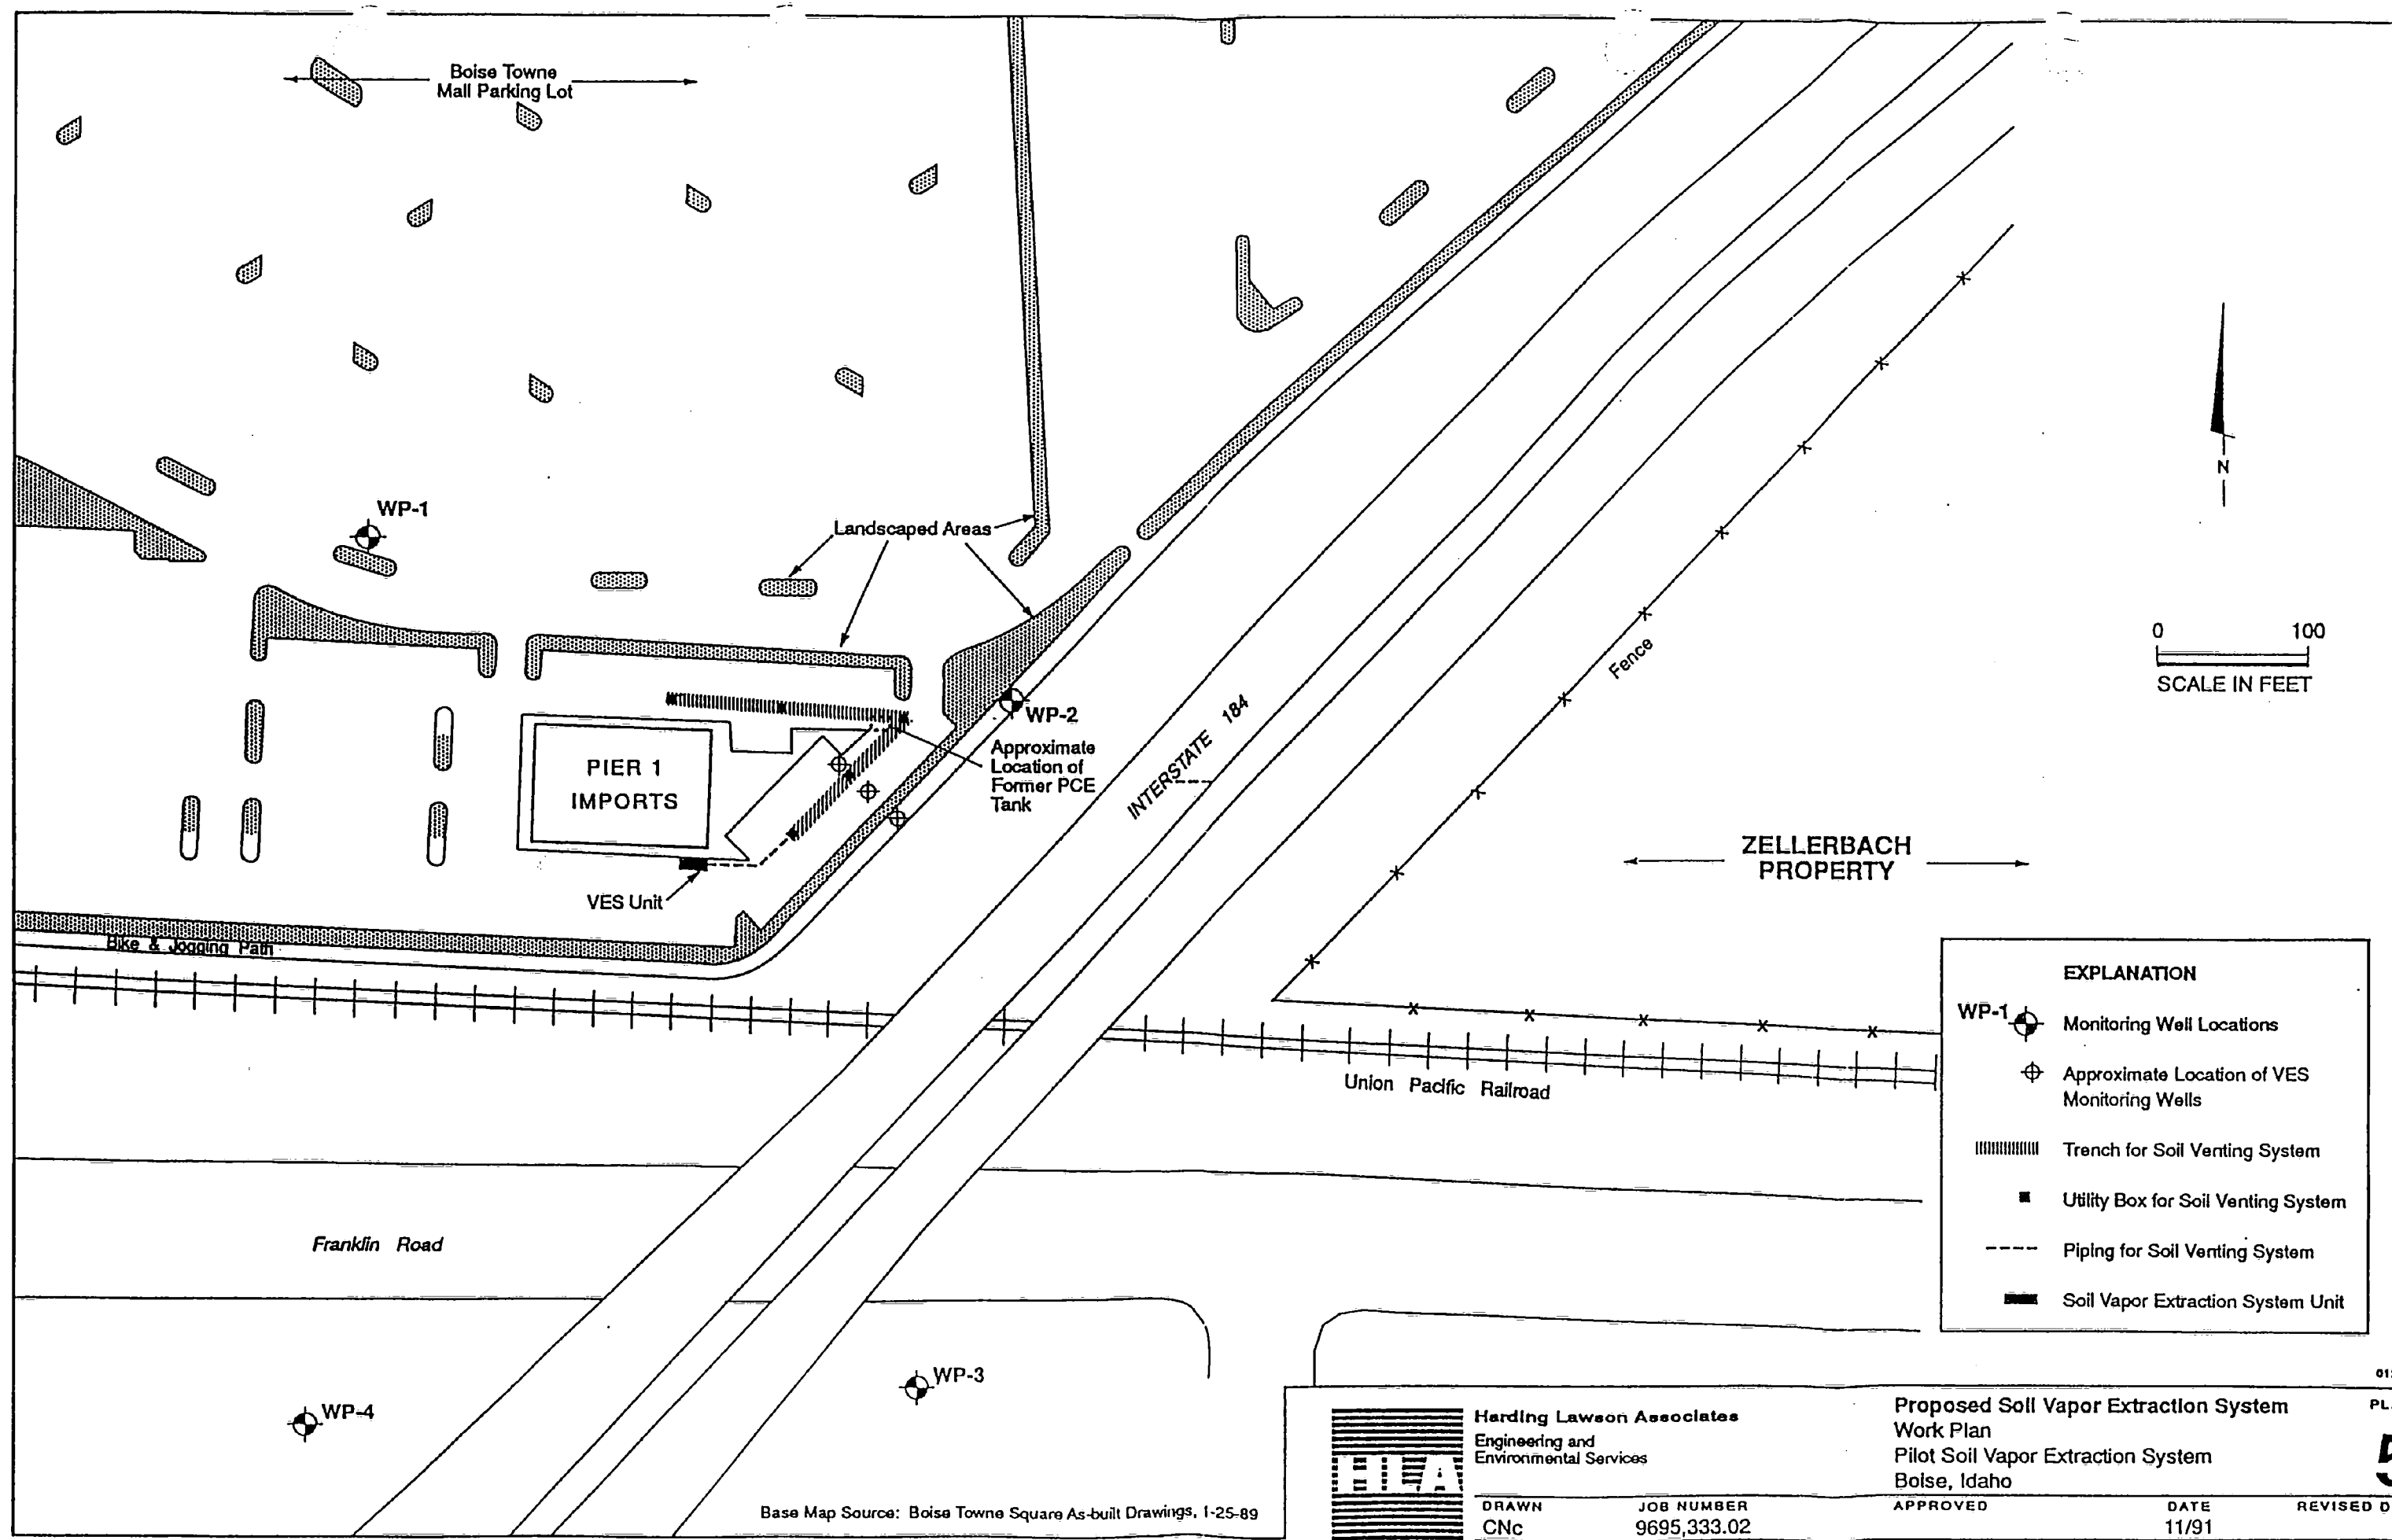 Boise Towne
Mall Parking Lot
WP-1
Landscaped Areas
WP-2
Approximate
Location of
Former PCE
Tank
PIER 1
IMPORTS
VES Unit
Bike & Jogging Path
INTERSTATE 184
Fence
N
0 100
SCALE IN FEET
ZELLERBACH
PROPERTY
Union Pacific Railroad
Franklin Road
WP-3
WP-4
EXPLANATION
WP-1
Monitoring Well Locations
Approximate Location of VES
Monitoring Wells
Trench for Soil Venting System
Utility Box for Soil Venting System
Piping for Soil Venting System
Soil Vapor Extraction System Unit
Base Map Source: Boise Towne Square As-built Drawings, 1-25-89
HLA
Harding Lawson Associates
Engineering and
Environmental Services
Proposed Soil Vapor Extraction System
Work Plan
Pilot Soil Vapor Extraction System
Boise, Idaho
DRAWN JOB NUMBER APPROVED DATE REVISED
CNc 9695,333.02 11/91